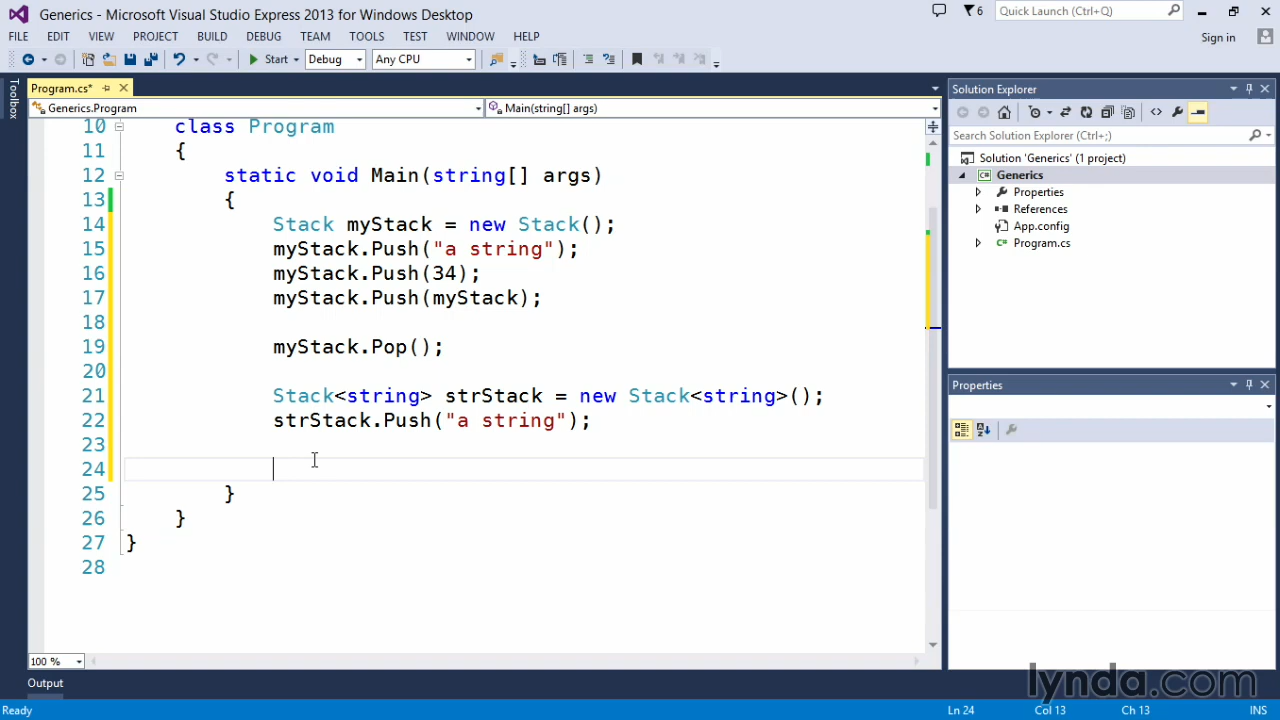 Generics - Microsoft Visual Studio Express 2013 for Windows Desktop
6
Quick Launch (Ctrl+Q)
FILE EDIT VIEW PROJECT BUILD DEBUG TEAM TOOLS TEST WINDOW HELP
Sign in
Start Debug Any CPU
Toolbox
Program.cs*
Generics.Program
Main(string[] args)
10 class Program
11 {
12 static void Main(string[] args)
13 {
14 Stack myStack = new Stack();
15 myStack.Push("a string");
16 myStack.Push(34);
17 myStack.Push(myStack);
18
19 myStack.Pop();
20
21 Stack<string> strStack = new Stack<string>();
22 strStack.Push("a string");
23
24
25 }
26 }
27 }
28
100 %
Solution Explorer
Search Solution Explorer (Ctrl+;)
Solution 'Generics' (1 project)
C# Generics
Properties
References
App.config
C# Program.cs
Properties
Output
lynda.com
Ready
Ln 24 Col 13 Ch 13 INS